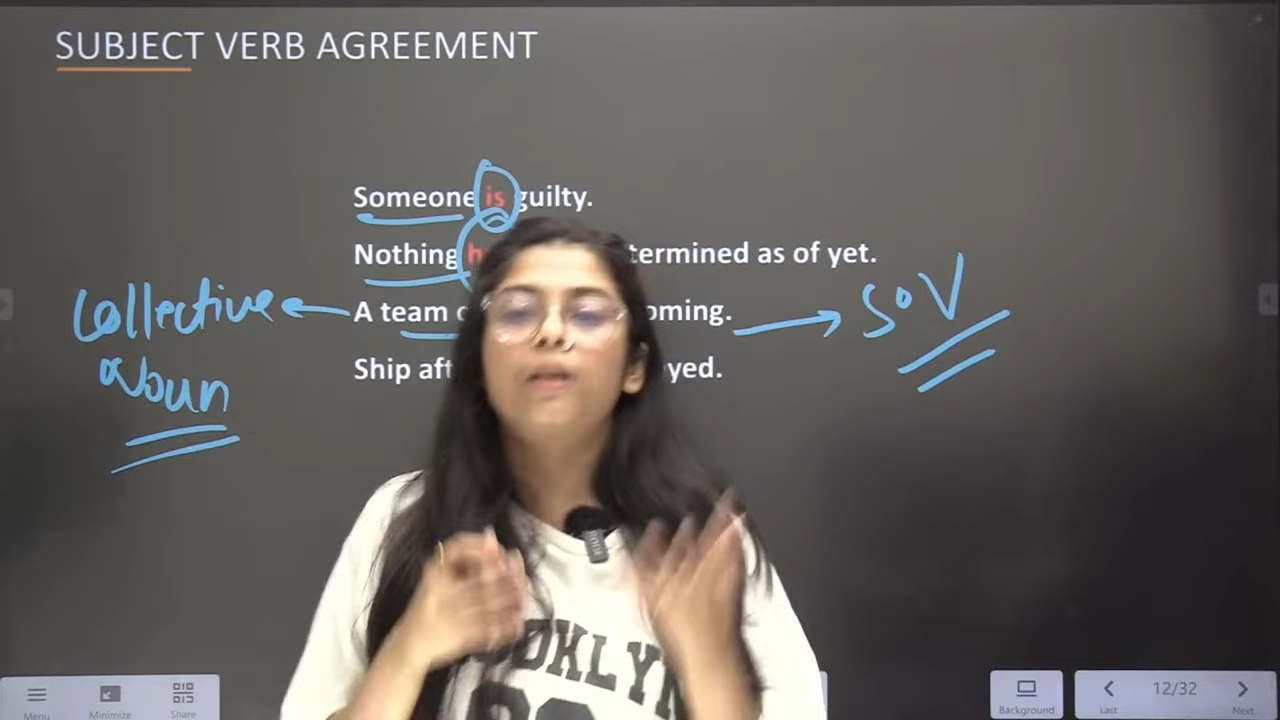 SUBJECT VERB AGREEMENT
Someone is guilty.
Nothing termined as of yet.
Collective
Noun
A team oming.
SoV
Ship yed.
OOKLYN
Menu
Minimize
Share
Background
Last
12/32
Next